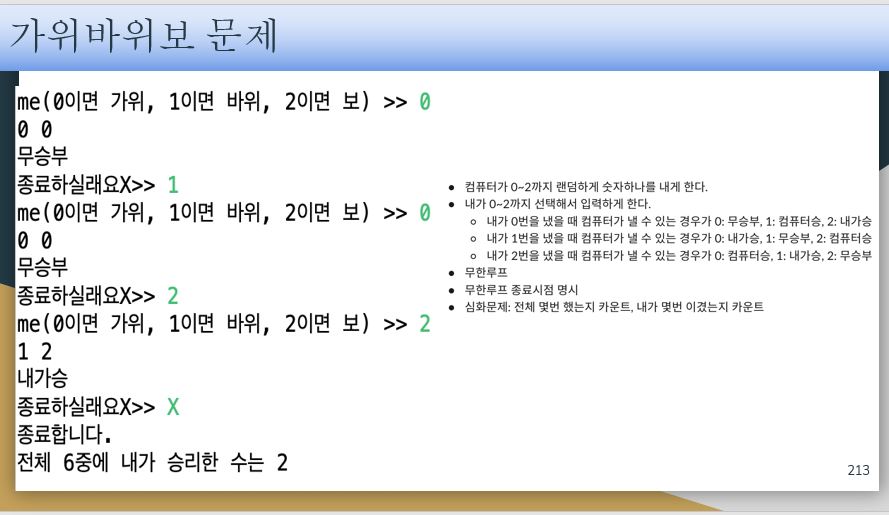 가위바위보 문제
me(0이면 가위, 1이면 바위, 2이면 보) >> 0
0 0
무승부
종료하실래요X>> 1
me(0이면 가위, 1이면 바위, 2이면 보) >> 0
0 0
무승부
종료하실래요X>> 2
me(0이면 가위, 1이면 바위, 2이면 보) >> 2
1 2
내가승
종료하실래요X>> X
종료합니다.
전체 6중에 내가 승리한 수는 2
● 컴퓨터가 0~2까지 랜덤하게 숫자하나를 내게 한다.
● 내가 0~2까지 선택해서 입력하게 한다.
○ 내가 0번을 냈을 때 컴퓨터가 낼 수 있는 경우가 0: 무승부, 1: 컴퓨터승, 2: 내가승
○ 내가 1번을 냈을 때 컴퓨터가 낼 수 있는 경우가 0: 내가승, 1: 무승부, 2: 컴퓨터승
○ 내가 2번을 냈을 때 컴퓨터가 낼 수 있는 경우가 0: 컴퓨터승, 1: 내가승, 2: 무승부
● 무한루프
● 무한루프 종료시점 명시
● 심화문제: 전체 몇번 했는지 카운트, 내가 몇번 이겼는지 카운트
213